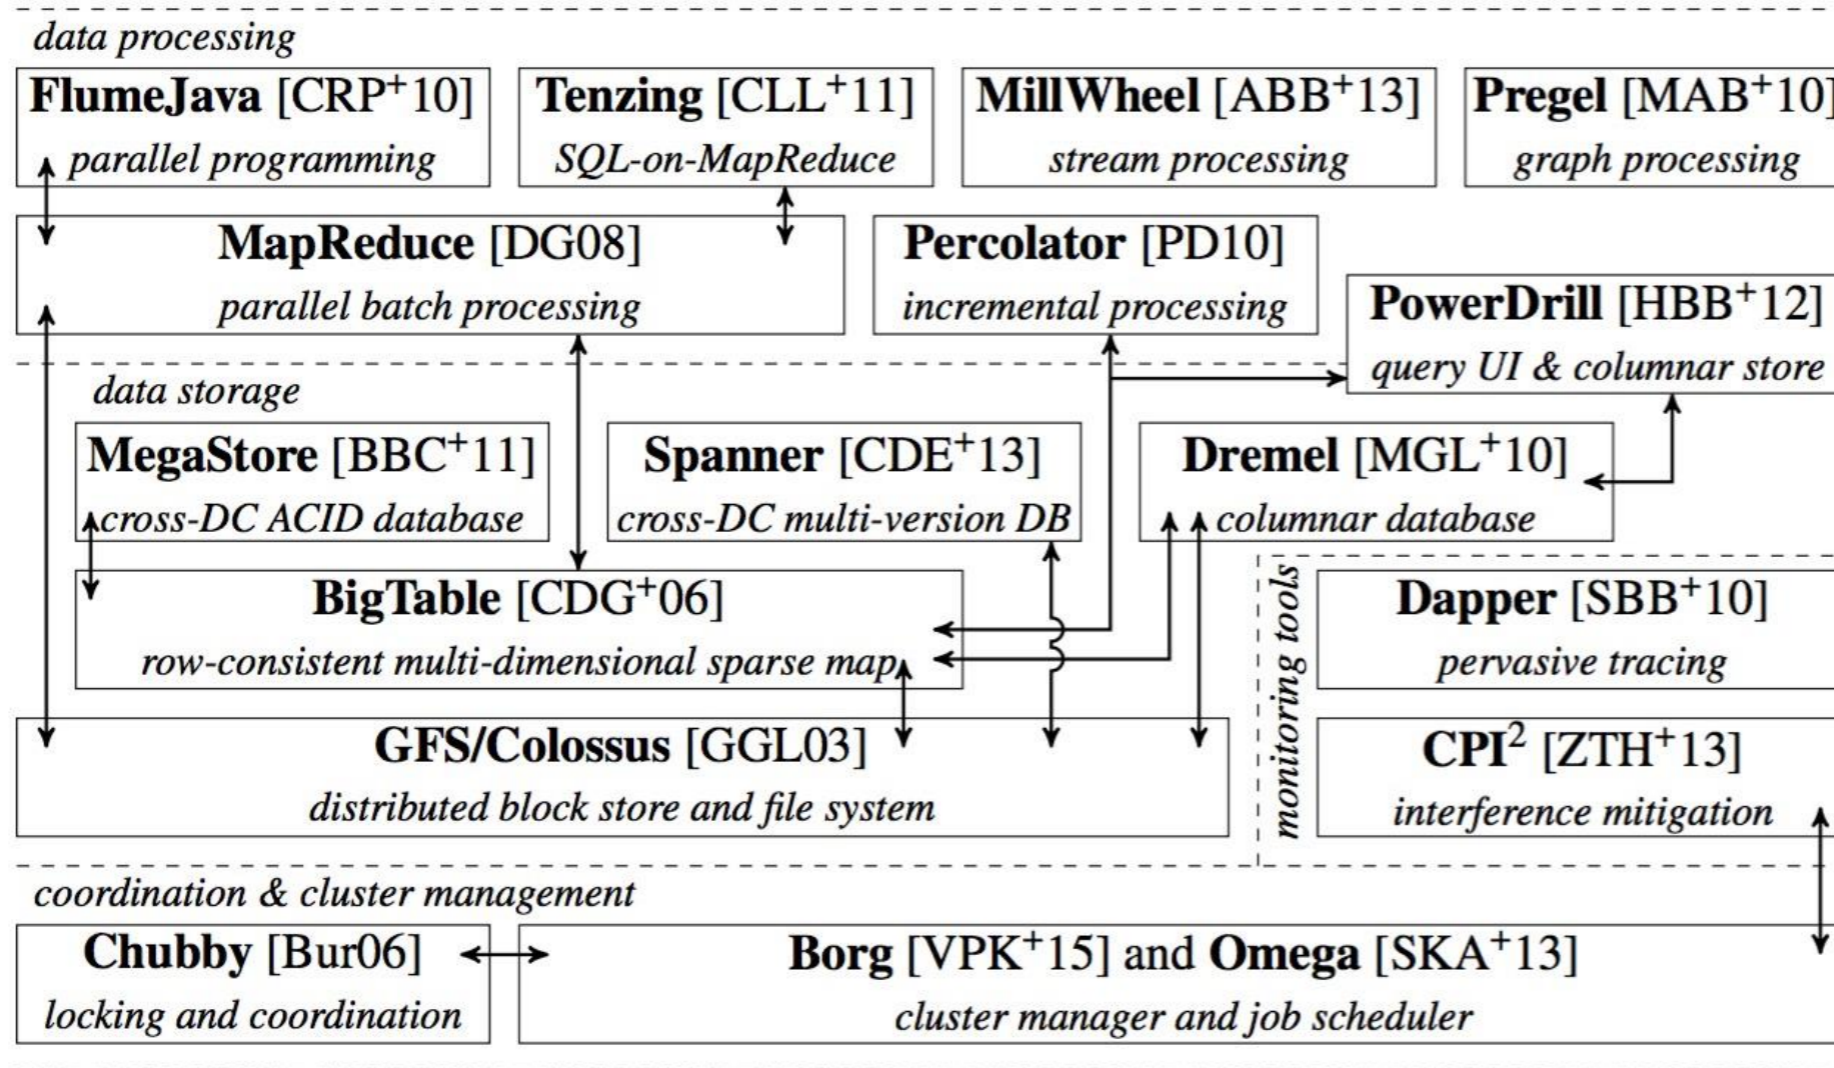 data processing
FlumeJava [CRP+10]
parallel programming
Tenzing [CLL+11]
SQL-on-MapReduce
MillWheel [ABB+13]
stream processing
Pregel [MAB+10]
graph processing
MapReduce [DG08]
parallel batch processing
Percolator [PD10]
incremental processing
PowerDrill [HBB+12]
query UI & columnar store
data storage
MegaStore [BBC+11]
cross-DC ACID database
Spanner [CDE+13]
cross-DC multi-version DB
Dremel [MGL+10]
columnar database
BigTable [CDG+06]
row-consistent multi-dimensional sparse map
GFS/Colossus [GGL03]
distributed block store and file system
monitoring tools
Dapper [SBB+10]
pervasive tracing
CPI² [ZTH+13]
interference mitigation
coordination & cluster management
Chubby [Bur06]
locking and coordination
Borg [VPK+15] and Omega [SKA+13]
cluster manager and job scheduler